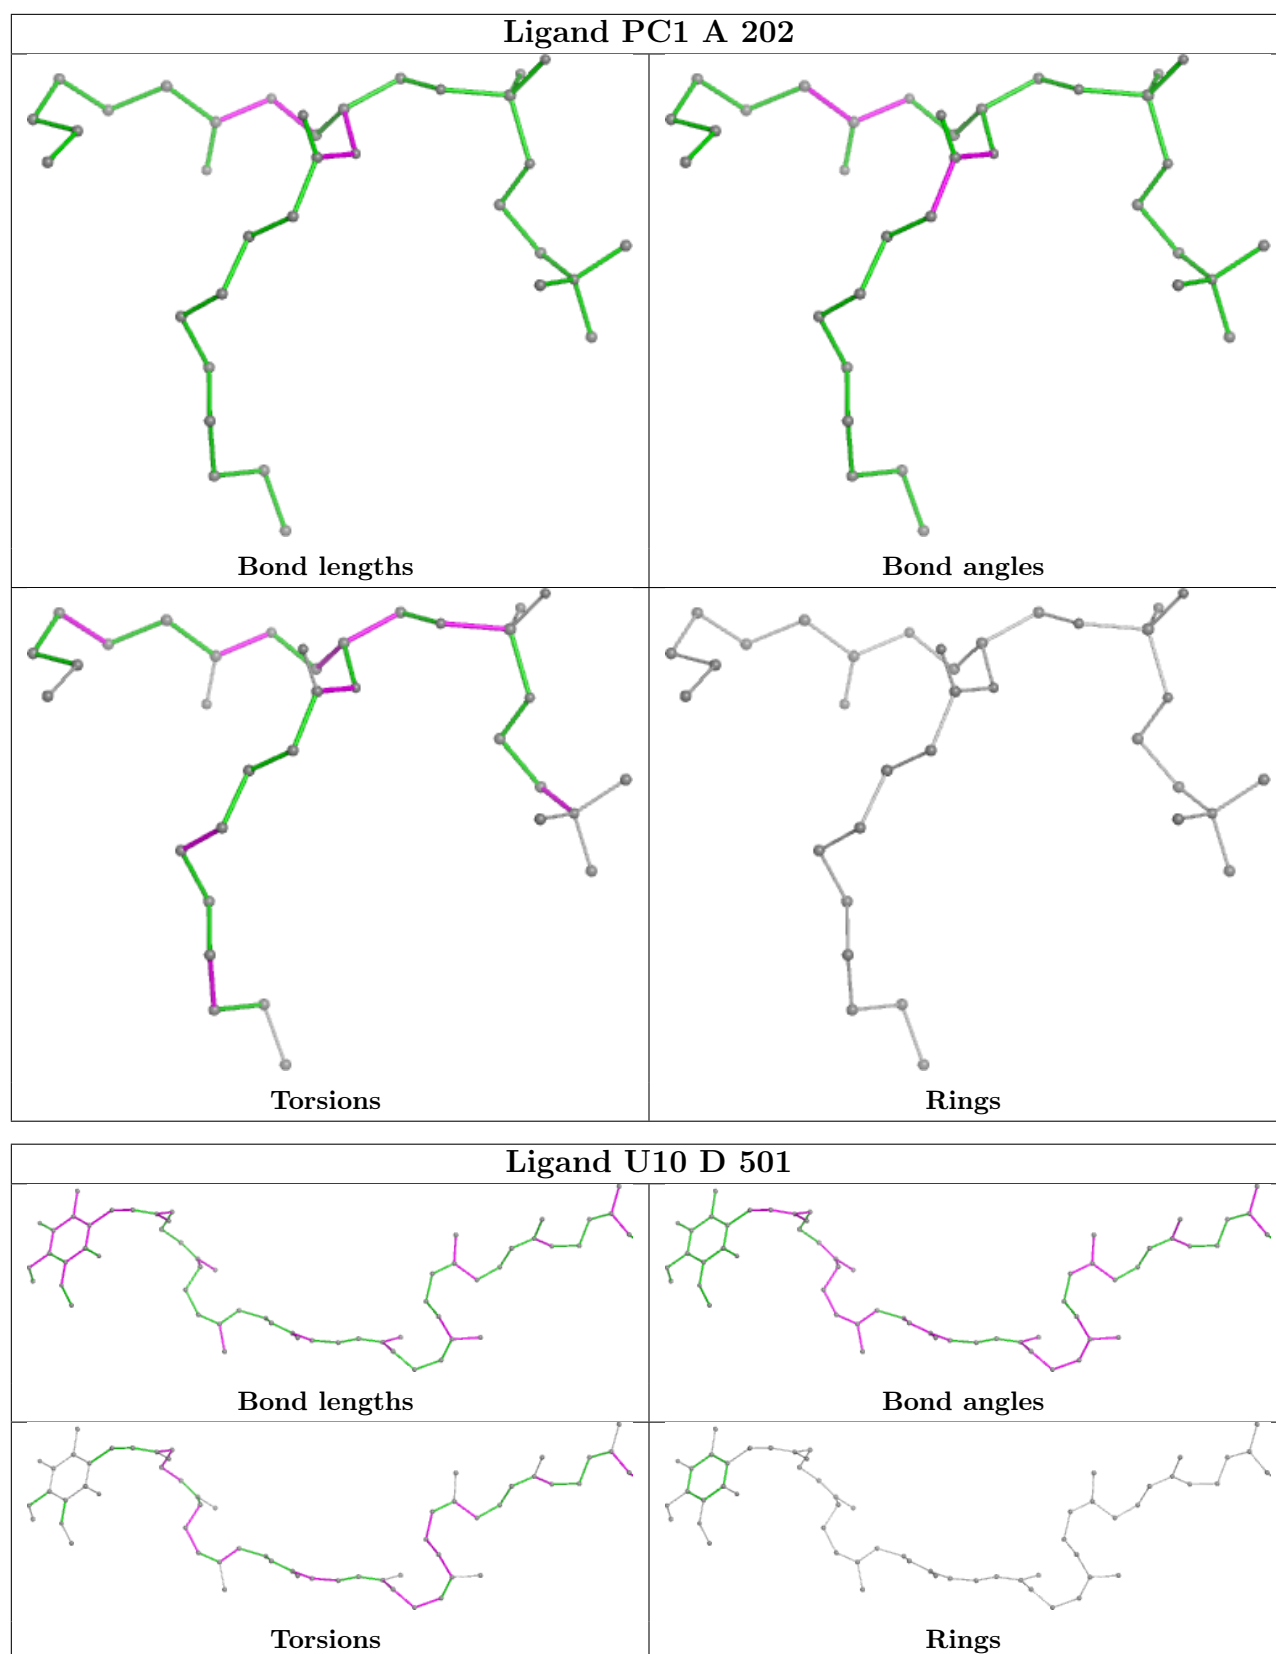 Ligand PC1 A 202
Bond lengths
Bond angles
Torsions
Rings
Ligand U10 D 501
Bond lengths
Bond angles
Torsions
Rings